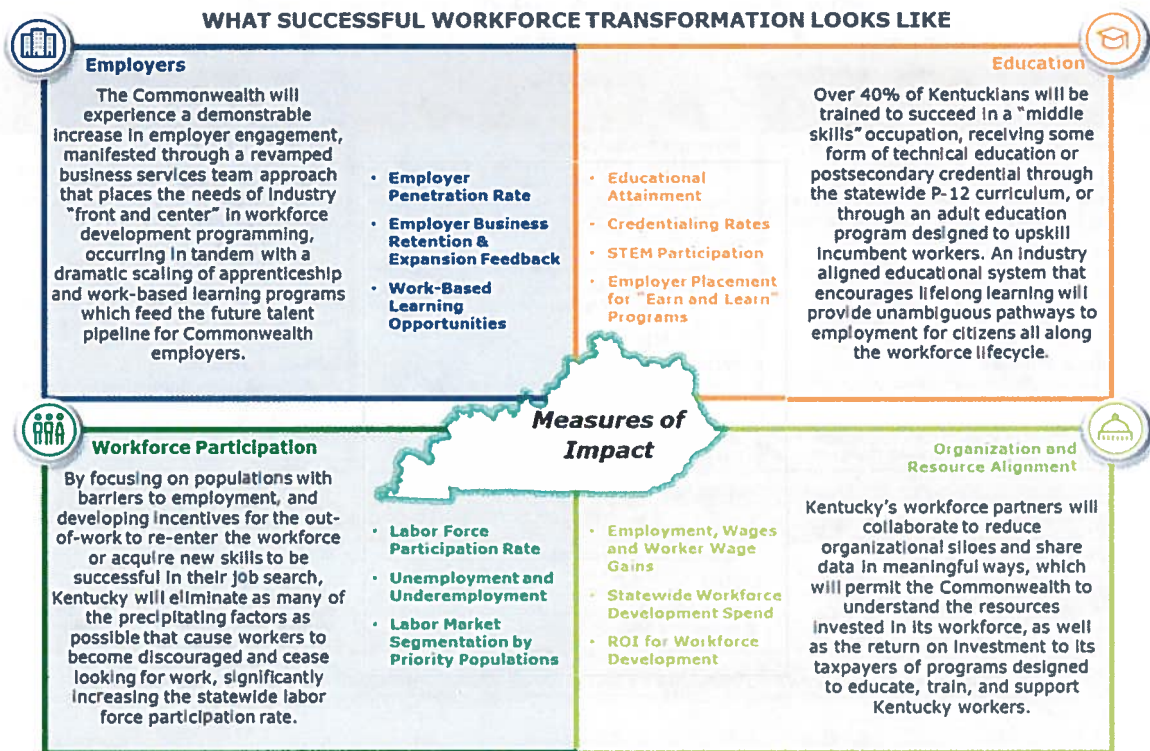 WHAT SUCCESSFUL WORKFORCE TRANSFORMATION LOOKS LIKE
Employers
The Commonwealth will
experience a demonstrable
increase in employer engagement,
manifested through a revamped
business services team approach
that places the needs of industry
"front and center" in workforce
development programming,
occurring in tandem with a
dramatic scaling of apprenticeship
and work-based learning programs
which feed the future talent
pipeline for Commonwealth
employers.
• Employer
Penetration Rate
• Employer Business
Retention &
Expansion Feedback
• Work-Based
Learning
Opportunities
• Educational
Attainment
• Credentialing Rates
• STEM Participation
• Employer Placement
for "Earn and Learn"
Programs
Education
Over 40% of Kentuckians will be
trained to succeed in a "middle
skills" occupation, receiving some
form of technical education or
postsecondary credential through
the statewide P-12 curriculum, or
through an adult education
program designed to upskill
incumbent workers. An industry
aligned educational system that
encourages lifelong learning will
provide unambiguous pathways to
employment for citizens all along
the workforce lifecycle.
Measures of
Impact
Workforce Participation
By focusing on populations with
barriers to employment, and
developing incentives for the out-
of-work to re-enter the workforce
or acquire new skills to be
successful in their job search,
Kentucky will eliminate as many of
the precipitating factors as
possible that cause workers to
become discouraged and cease
looking for work, significantly
increasing the statewide labor
force participation rate.
• Labor Force
Participation Rate
• Unemployment and
Underemployment
• Labor Market
Segmentation by
Priority Populations
• Employment, Wages
and Worker Wage
Gains
• Statewide Workforce
Development Spend
• ROI for Workforce
Development
Organization and
Resource Alignment
Kentucky's workforce partners will
collaborate to reduce
organizational siloes and share
data in meaningful ways, which
will permit the Commonwealth to
understand the resources
invested in its workforce, as well
as the return on investment to its
taxpayers of programs designed
to educate, train, and support
Kentucky workers.